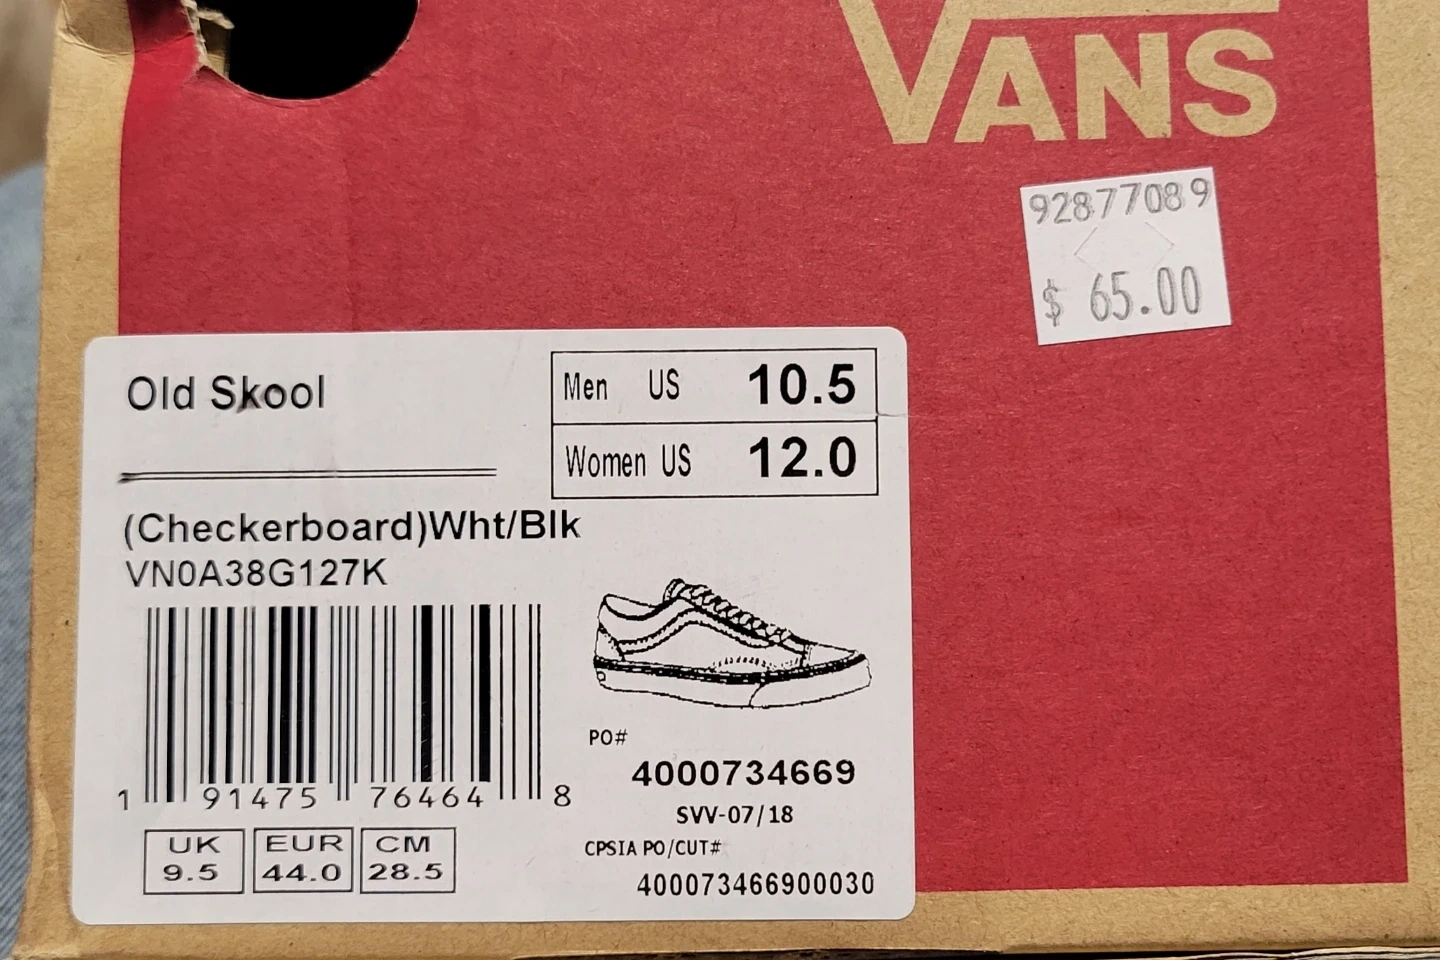 VANS
92877089
$ 65.00
Old Skool
Men US 10.5
Women US 12.0
(Checkerboard)Wht/Blk
VN0A38G127K
1 91475 76464 8
PO#
4000734669
SVV-07/18
CPSIA PO/CUT#
400073466900030
UK 9.5
EUR 44.0
CM 28.5